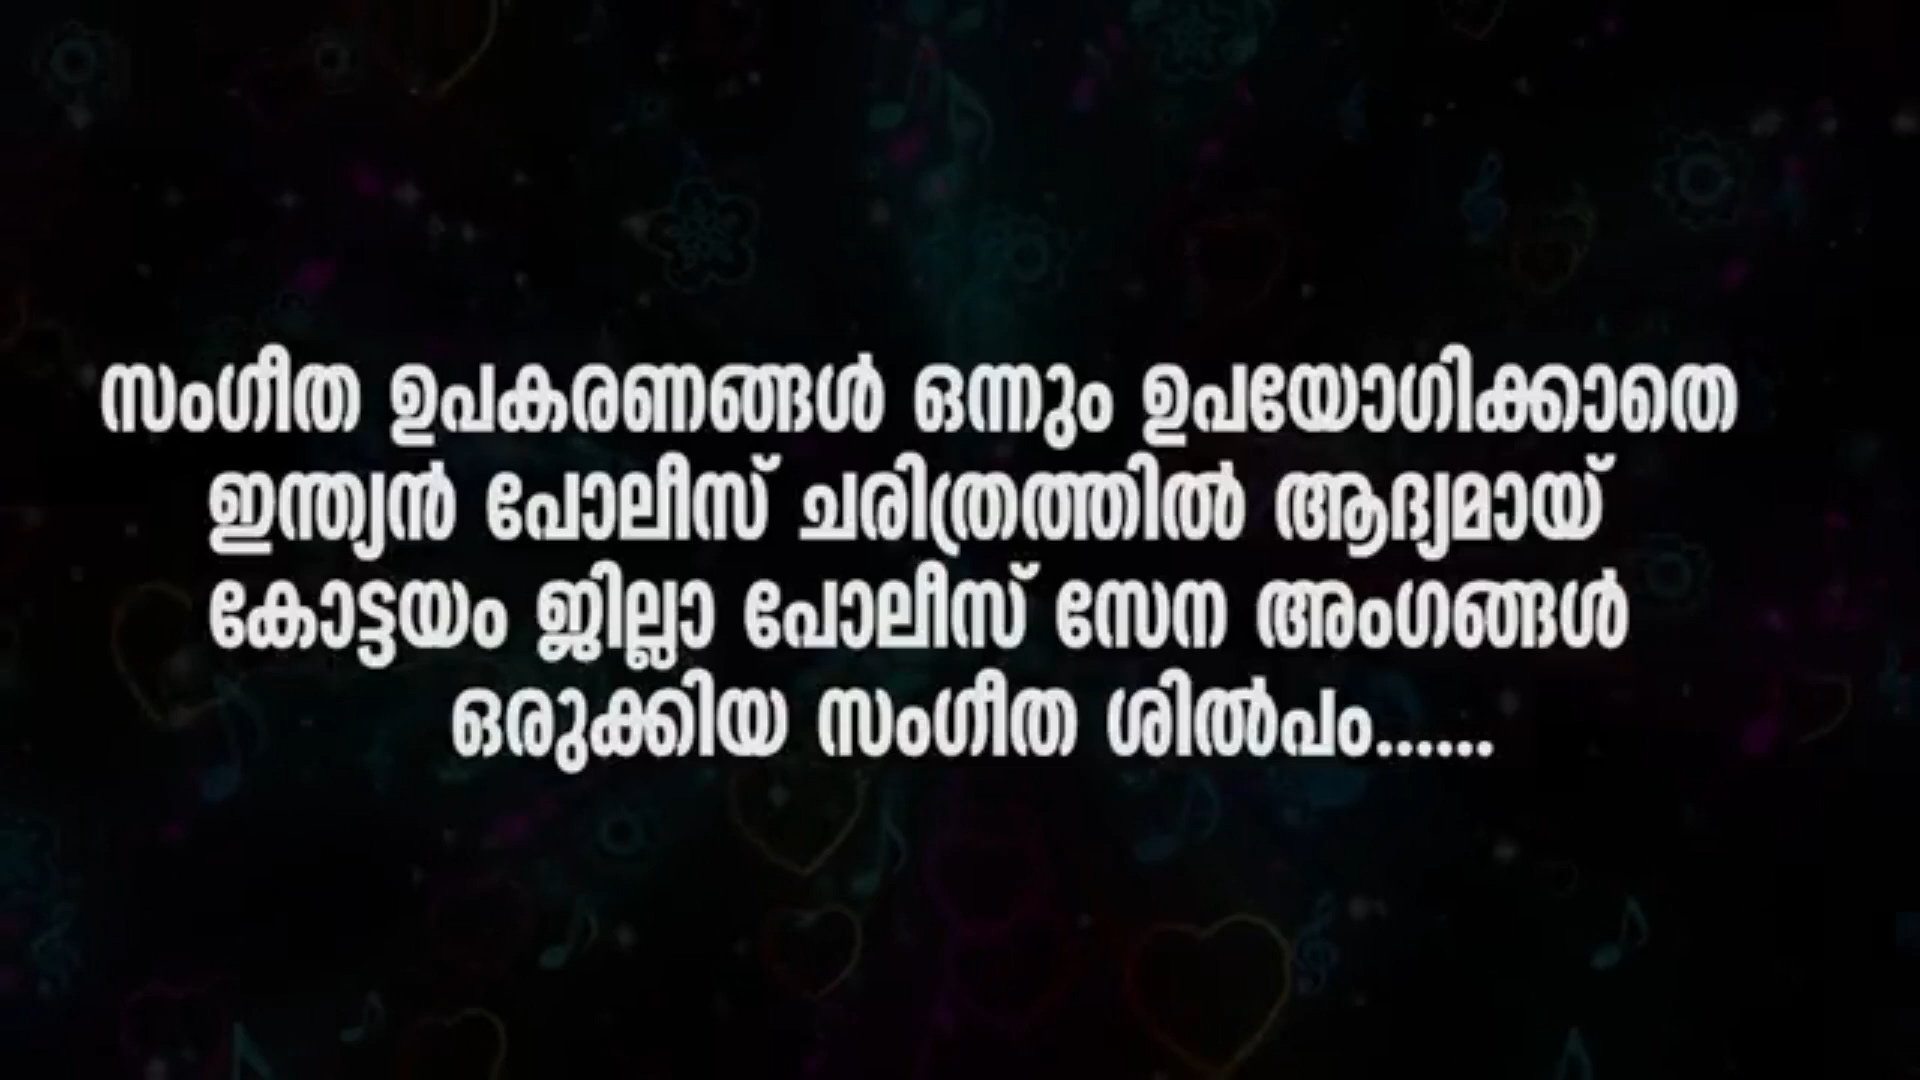 സംഗീത ഉപകരണങ്ങൾ ഒന്നും ഉപയോഗിക്കാതെ
ഇന്ത്യൻ പോലീസ് ചരിത്രത്തിൽ ആദ്യമായ്
കോട്ടയം ജില്ലാ പോലീസ് സേന അംഗങ്ങൾ
ഒരുക്കിയ സംഗീത ശിൽപം......